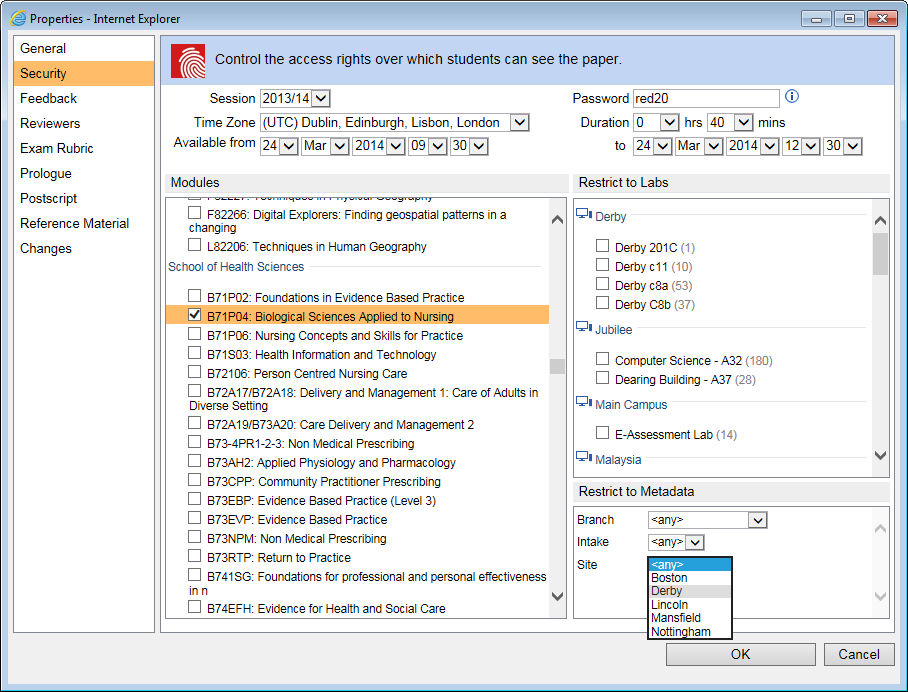 Properties - Internet Explorer
General
Security
Feedback
Reviewers
Exam Rubric
Prologue
Postscript
Reference Material
Changes
Control the access rights over which students can see the paper.
Session 2013/14
Time Zone (UTC) Dublin, Edinburgh, Lisbon, London
Available from 24 Mar 2014 09 30
Password red20
Duration 0 hrs 40 mins
to 24 Mar 2014 12 30
Modules
F82227: Techniques in Physical Geography
F82266: Digital Explorers: Finding geospatial patterns in a
changing
L82206: Techniques in Human Geography
School of Health Sciences
B71P02: Foundations in Evidence Based Practice
B71P04: Biological Sciences Applied to Nursing
B71P06: Nursing Concepts and Skills for Practice
B71S03: Health Information and Technology
B72106: Person Centred Nursing Care
B72A17/B72A18: Delivery and Management 1: Care of Adults in
Diverse Setting
B72A19/B73A20: Care Delivery and Management 2
B73-4PR1-2-3: Non Medical Prescribing
B73AH2: Applied Physiology and Pharmacology
B73CPP: Community Practitioner Prescribing
B73EBP: Evidence Based Practice (Level 3)
B73EVP: Evidence Based Practice
B73NPM: Non Medical Prescribing
B73RTP: Return to Practice
B741SG: Foundations for professional and personal effectiveness
in n
B74EFH: Evidence for Health and Social Care
Restrict to Labs
Derby
Derby 201C (1)
Derby c11 (10)
Derby c8a (53)
Derby C8b (37)
Jubilee
Computer Science - A32 (180)
Dearing Building - A37 (28)
Main Campus
E-Assessment Lab (14)
Malaysia
Restrict to Metadata
Branch <any>
Intake <any>
Site <any>
Boston
Derby
Lincoln
Mansfield
Nottingham
OK
Cancel